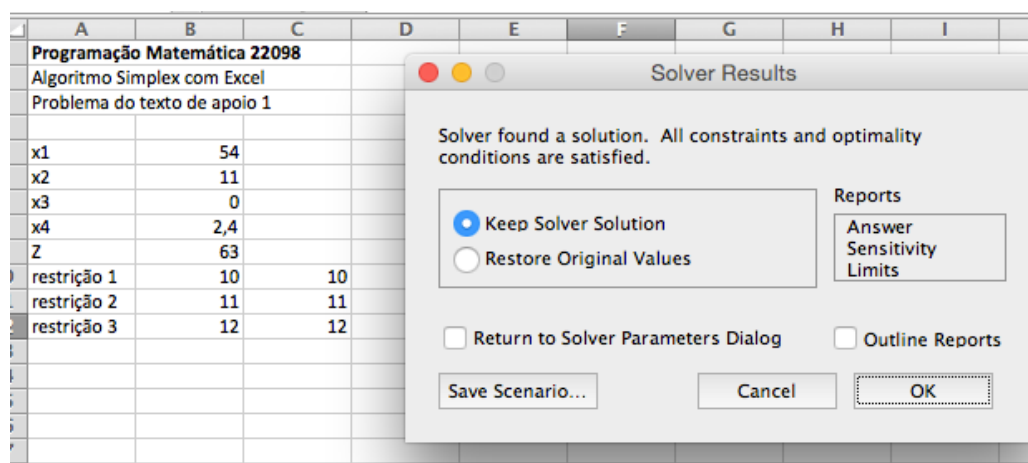 A B C D E F G H I
Programação Matemática 22098
Algoritmo Simplex com Excel
Problema do texto de apoio 1
x1 54
x2 11
x3 0
x4 2,4
Z 63
restrição 1 10 10
restrição 2 11 11
restrição 3 12 12
Solver Results
Solver found a solution. All constraints and optimality
conditions are satisfied.
Keep Solver Solution
Restore Original Values
Reports
Answer
Sensitivity
Limits
Return to Solver Parameters Dialog
Outline Reports
Save Scenario...
Cancel
OK